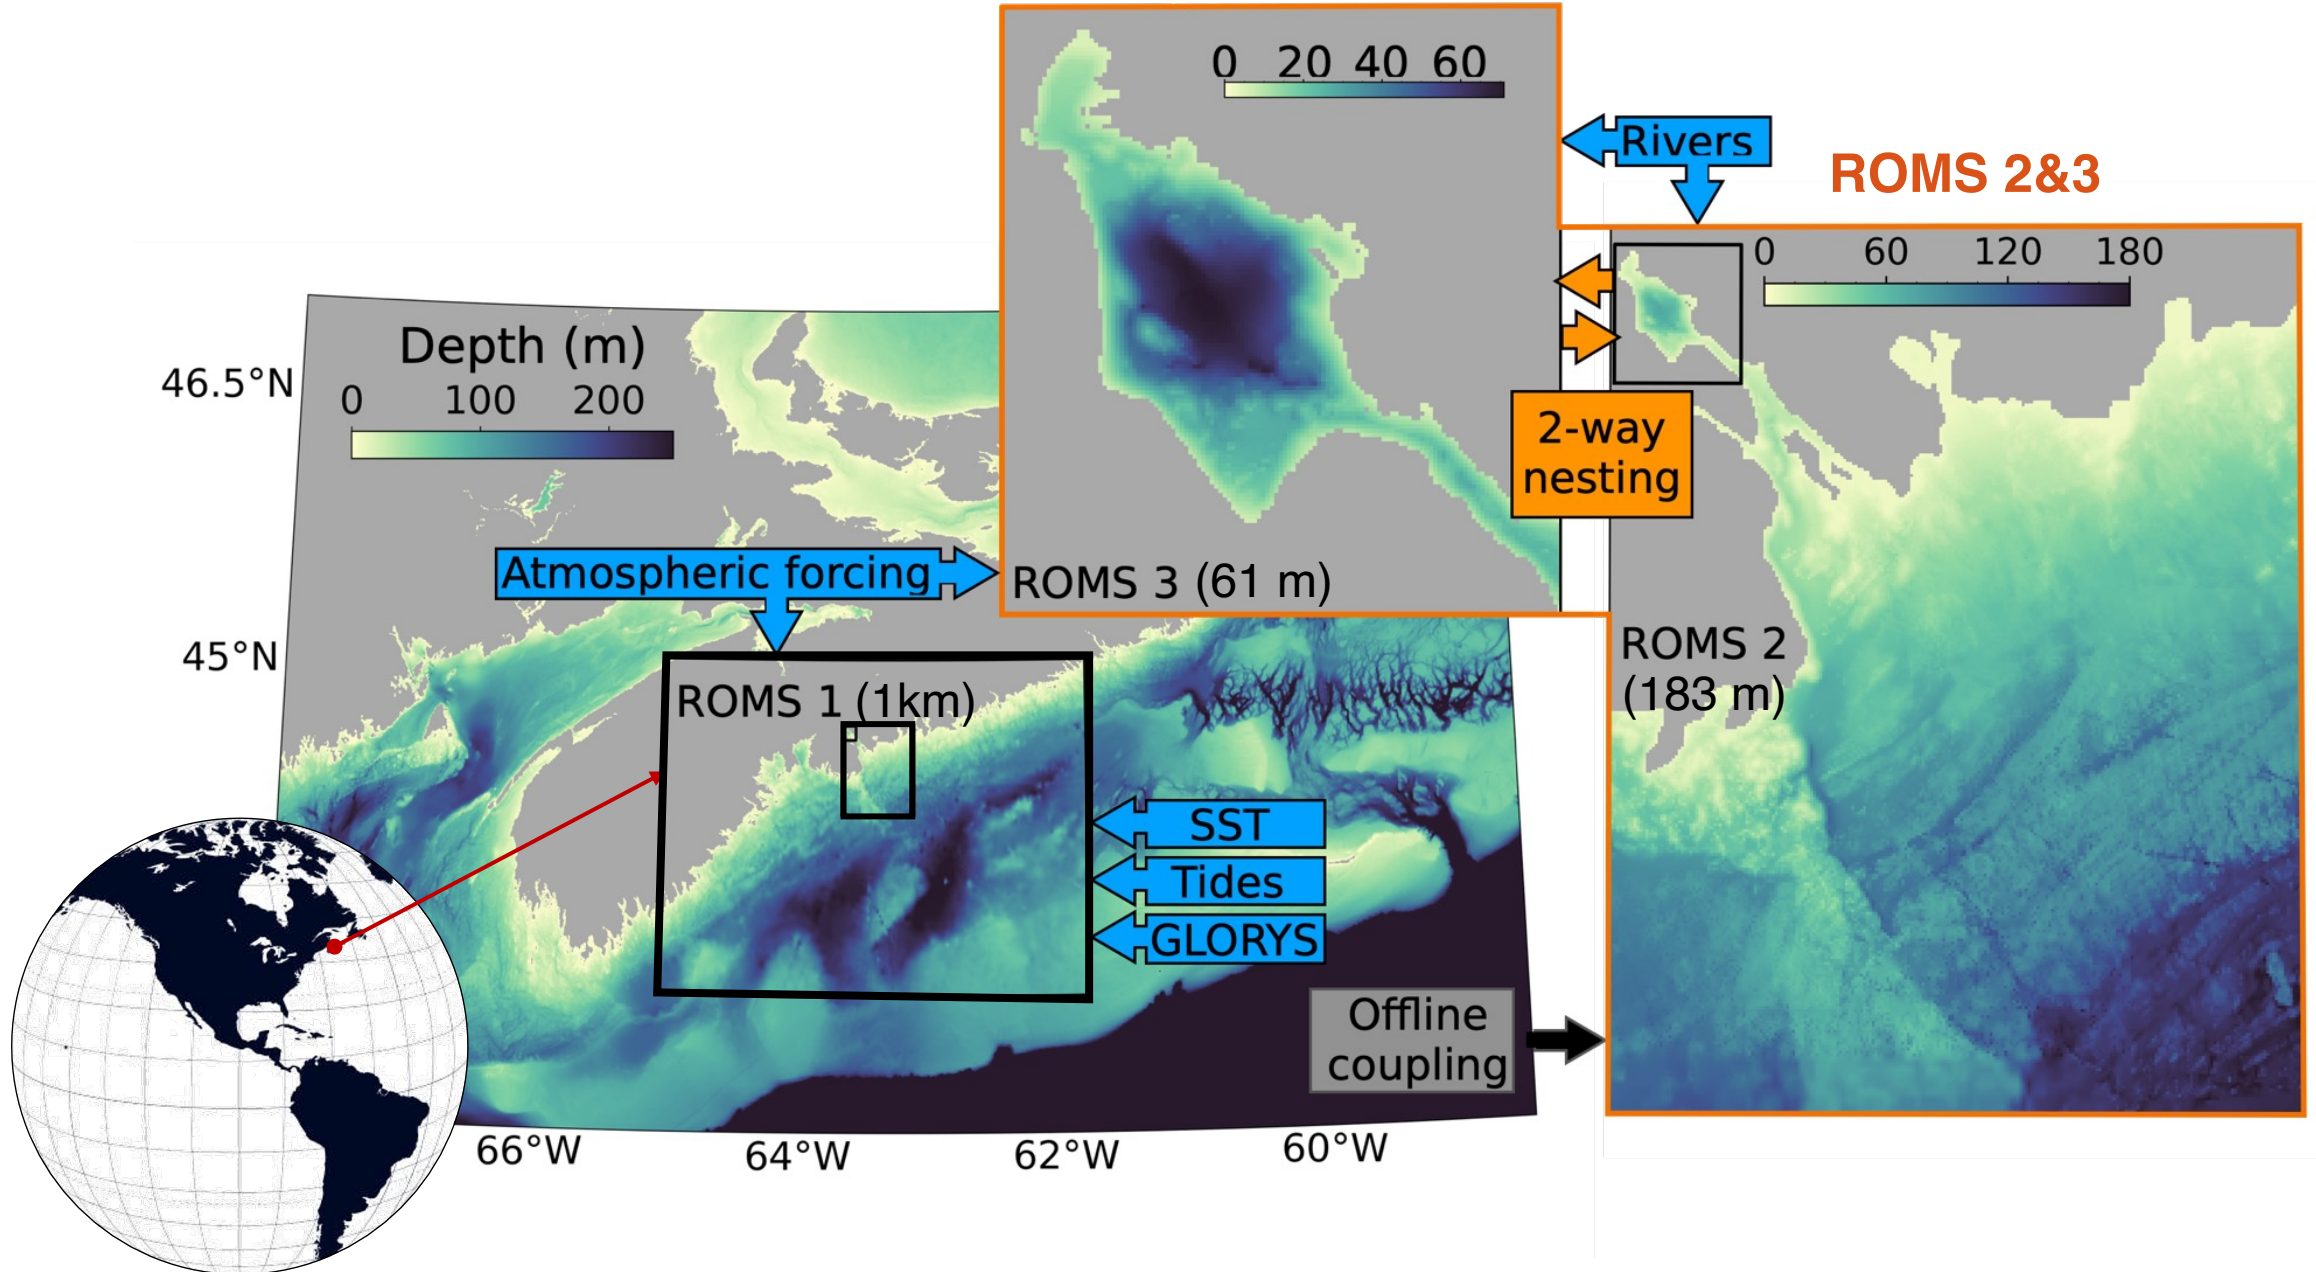 0 20 40 60
Rivers
ROMS 2&3
0 60 120 180
Depth (m)
0 100 200
46.5°N
2-way
nesting
Atmospheric forcing
ROMS 3 (61 m)
45°N
ROMS 2
(183 m)
ROMS 1 (1km)
SST
Tides
GLORYS
Offline
coupling
66°W 64°W 62°W 60°W